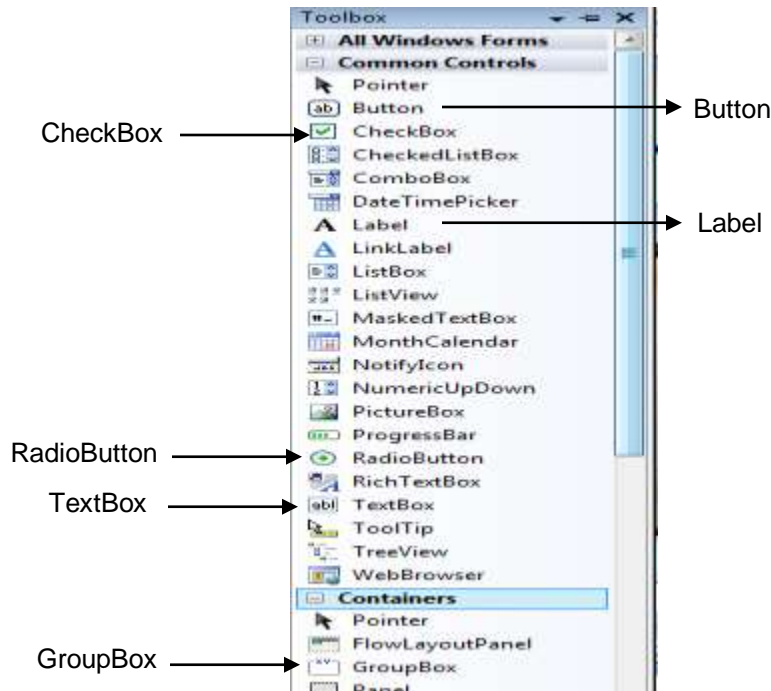 Toolbox
All Windows Forms
Common Controls
Pointer
Button
Button
CheckBox
CheckBox
CheckedListBox
ComboBox
DateTimePicker
Label
Label
LinkLabel
ListBox
ListView
MaskedTextBox
MonthCalendar
NotifyIcon
NumericUpDown
PictureBox
ProgressBar
RadioButton
RadioButton
RichTextBox
TextBox
TextBox
ToolTip
TreeView
WebBrowser
Containers
Pointer
FlowLayoutPanel
GroupBox
GroupBox
Panel